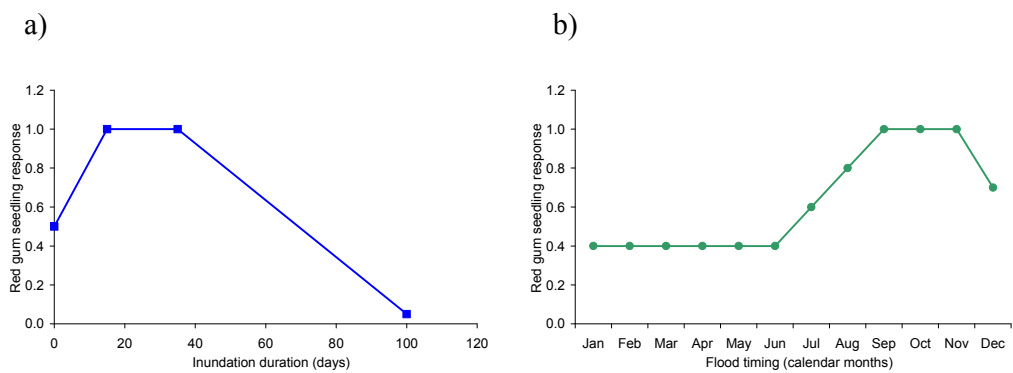 a)
b)
Red gum seedling response
1.2
1.0
0.8
0.6
0.4
0.2
0.0
0 20 40 60 80 100 120
Inundation duration (days)
Red gum seedling response
1.2
1.0
0.8
0.6
0.4
0.2
0.0
Jan Feb Mar Apr May Jun Jul Aug Sep Oct Nov Dec
Flood timing (calendar months)